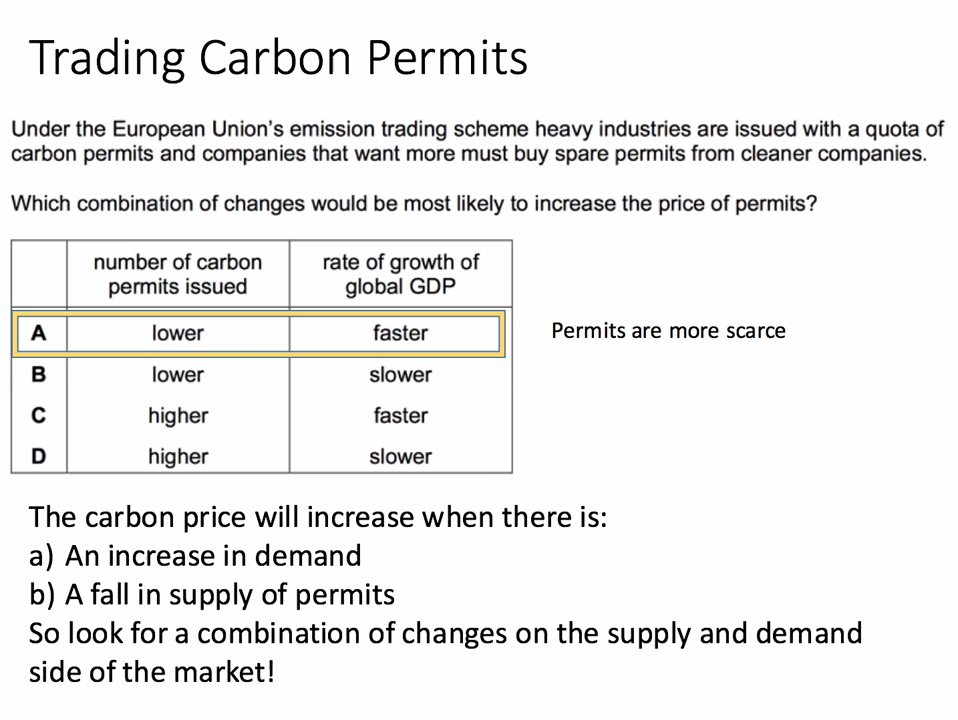 Trading Carbon Permits
Under the European Union's emission trading scheme heavy industries are issued with a quota of
carbon permits and companies that want more must buy spare permits from cleaner companies.
Which combination of changes would be most likely to increase the price of permits?
number of carbon permits issued
rate of growth of global GDP
A lower faster
Permits are more scarce
B lower slower
C higher faster
D higher slower
The carbon price will increase when there is:
a) An increase in demand
b) A fall in supply of permits
So look for a combination of changes on the supply and demand
side of the market!